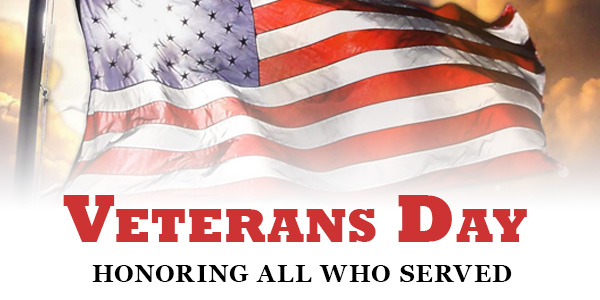 VETERANS DAY
HONORING ALL WHO SERVED